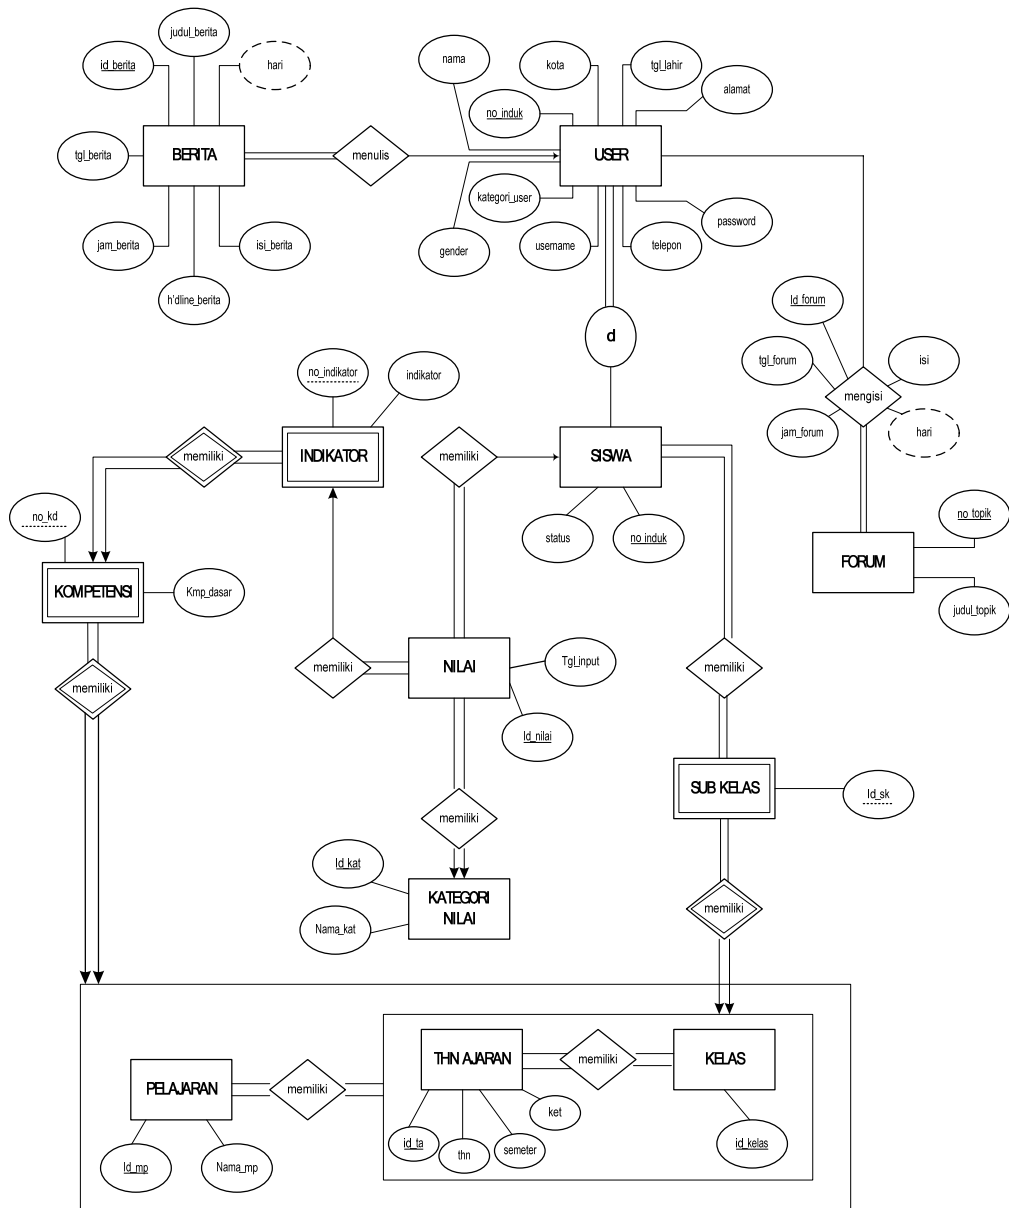 judul_berita
id_berita
hari
nama
kota
tgl_lahir
alamat
no_induk
BERITA
tgl_berita
menulis
USER
kategori_user
password
jam_berita
isi_berita
gender
username
telepon
h'dline_berita
Id_forum
d
tgl_forum
isi
no_indikator
indikator
mengisi
jam_forum
hari
memiliki
INDIKATOR
memiliki
SISWA
no_kd
status
no_induk
no_topik
FORUM
KOMPETENSI
Kmp_dasar
judul_topik
memiliki
NILAI
Tgl_input
memiliki
memiliki
Id_nilai
SUB KELAS
Id_sk
memiliki
Id_kat
KATEGORI
NILAI
memiliki
Nama_kat
THN AJARAN
memiliki
KELAS
PELAJARAN
memiliki
ket
id_ta
thn
semeter
id_kelas
Id_mp
Nama_mp